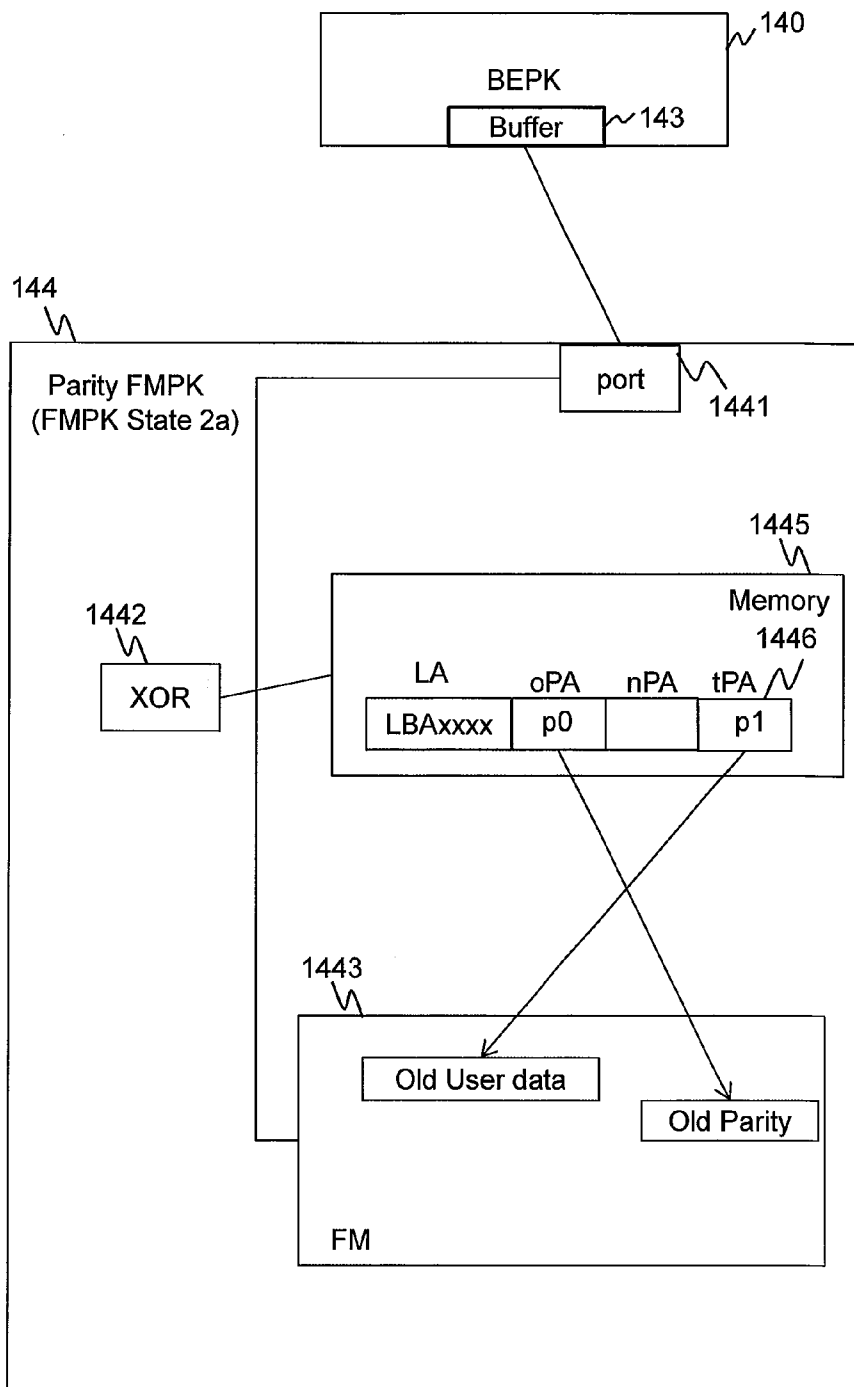 140
BEPK
Buffer
143
144
Parity FMPK
(FMPK State 2a)
port
1441
1445
Memory
1442
1446
XOR
LA oPA nPA tPA
LBAxxxx p0 p1
1443
Old User data
Old Parity
FM